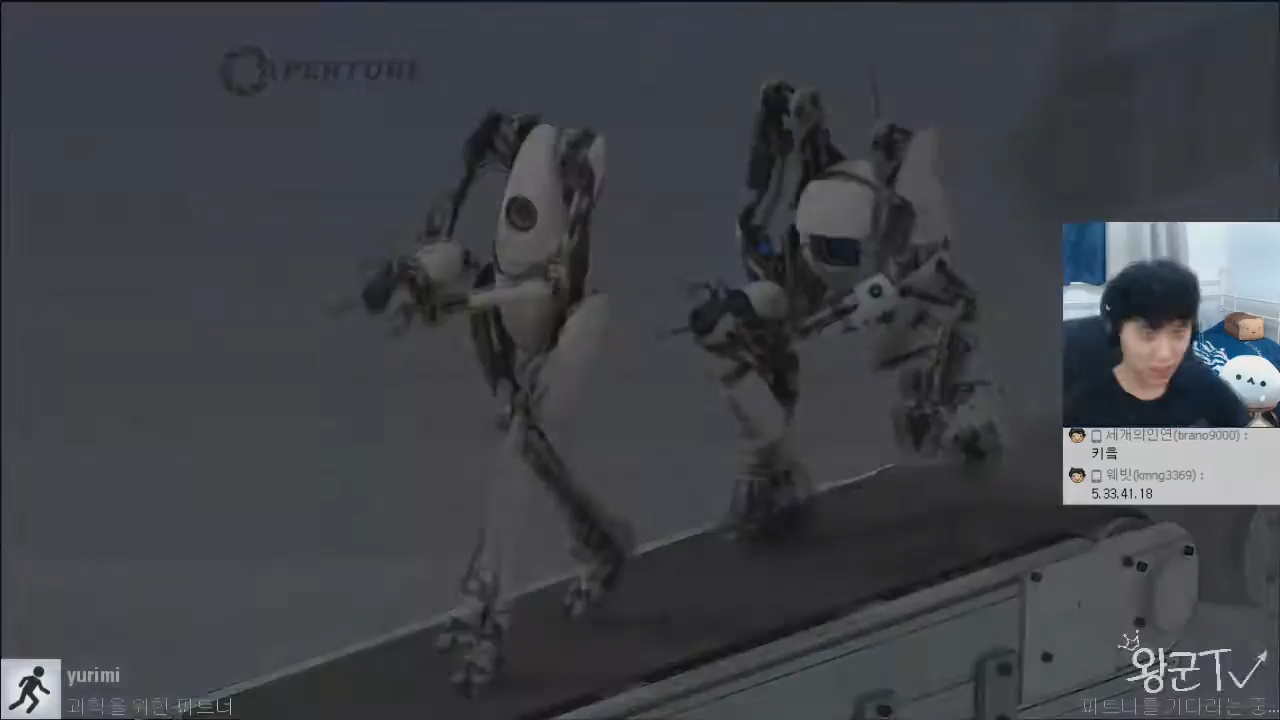 APERTURE
세개의인연(tirano9000) :
키읔
웨빗(kmng3369) :
5.33.41.18
yurimi
과학을 위한 파트너
왕군TV
파트너를 기다리는 중...